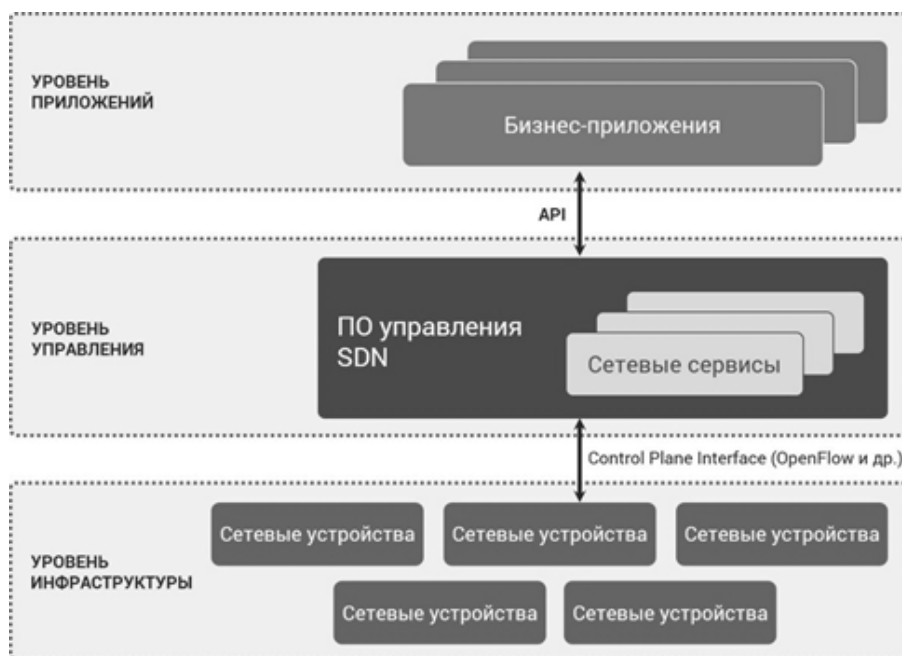 УРОВЕНЬ
ПРИЛОЖЕНИЙ
Бизнес-приложения
API
УРОВЕНЬ
УПРАВЛЕНИЯ
ПО управления
SDN
Сетевые сервисы
Control Plane Interface (OpenFlow и др.)
УРОВЕНЬ
ИНФРАСТРУКТУРЫ
Сетевые устройства
Сетевые устройства
Сетевые устройства
Сетевые устройства
Сетевые устройства